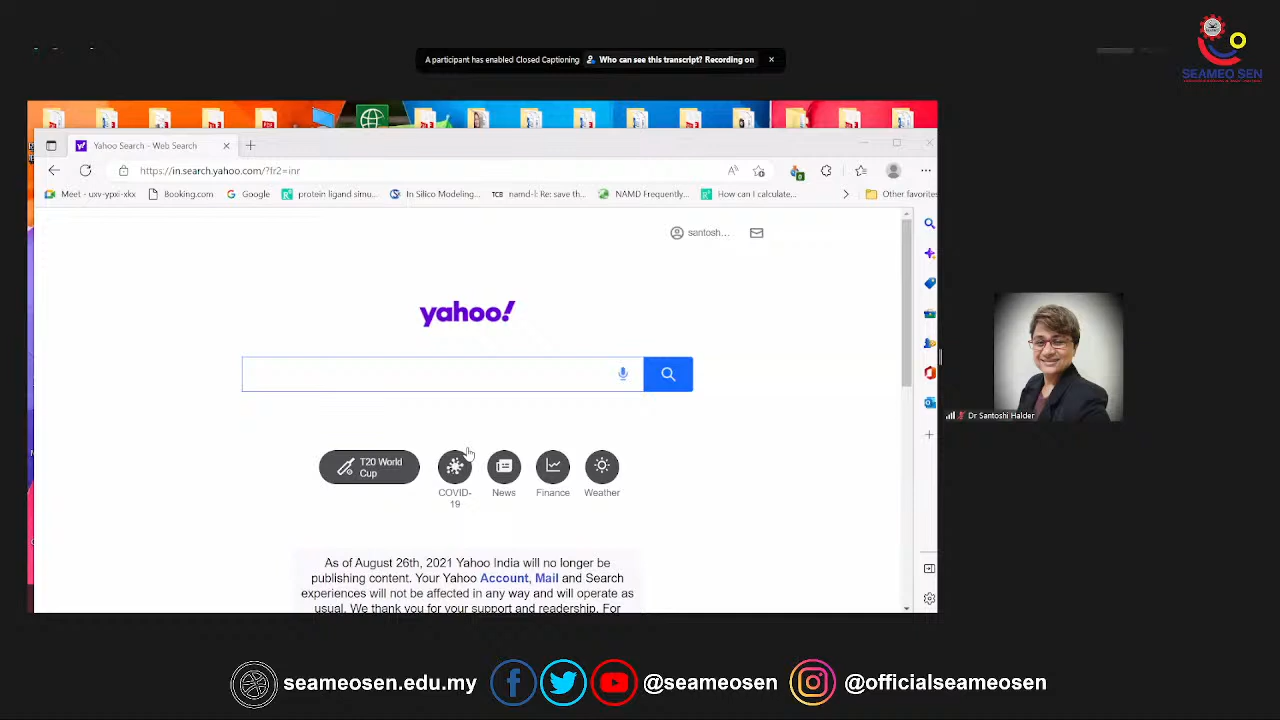 A participant has enabled Closed Captioning Who can see this transcript? Recording on
SEAMEO SEN
Yahoo Search - Web Search
https://in.search.yahoo.com/?fr2=inr
Meet - uxv-ypxi-xkx Booking.com Google protein ligand simu... In Silico Modeling... TCB namd-l: Re: save th... NAMD Frequently... How can I calculate... Other favorites
santosh...
yahoo!
T20 World
Cup
COVID-
19
News
Finance
Weather
As of August 26th, 2021 Yahoo India will no longer be
publishing content. Your Yahoo Account, Mail and Search
experiences will not be affected in any way and will operate as
usual. We thank you for your support and readership. For
Dr Santoshi Halder
seameosen.edu.my @seameosen @officialseameosen